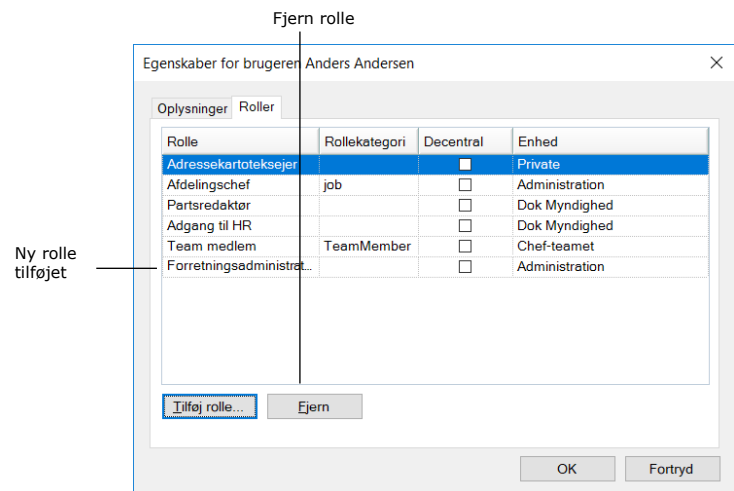 Fjern rolle
Egenskaber for brugeren Anders Andersen
Oplysninger Roller
Rolle Rollekategori Decentral Enhed
Adressekartoteksejer Private
Afdelingschef job Administration
Partsredaktør Dok Myndighed
Adgang til HR Dok Myndighed
Team medlem TeamMember Chef-teamet
Forretningsadministrat... Administration
Ny rolle
tilføjet
Tilføj rolle... Fjern
OK Fortryd